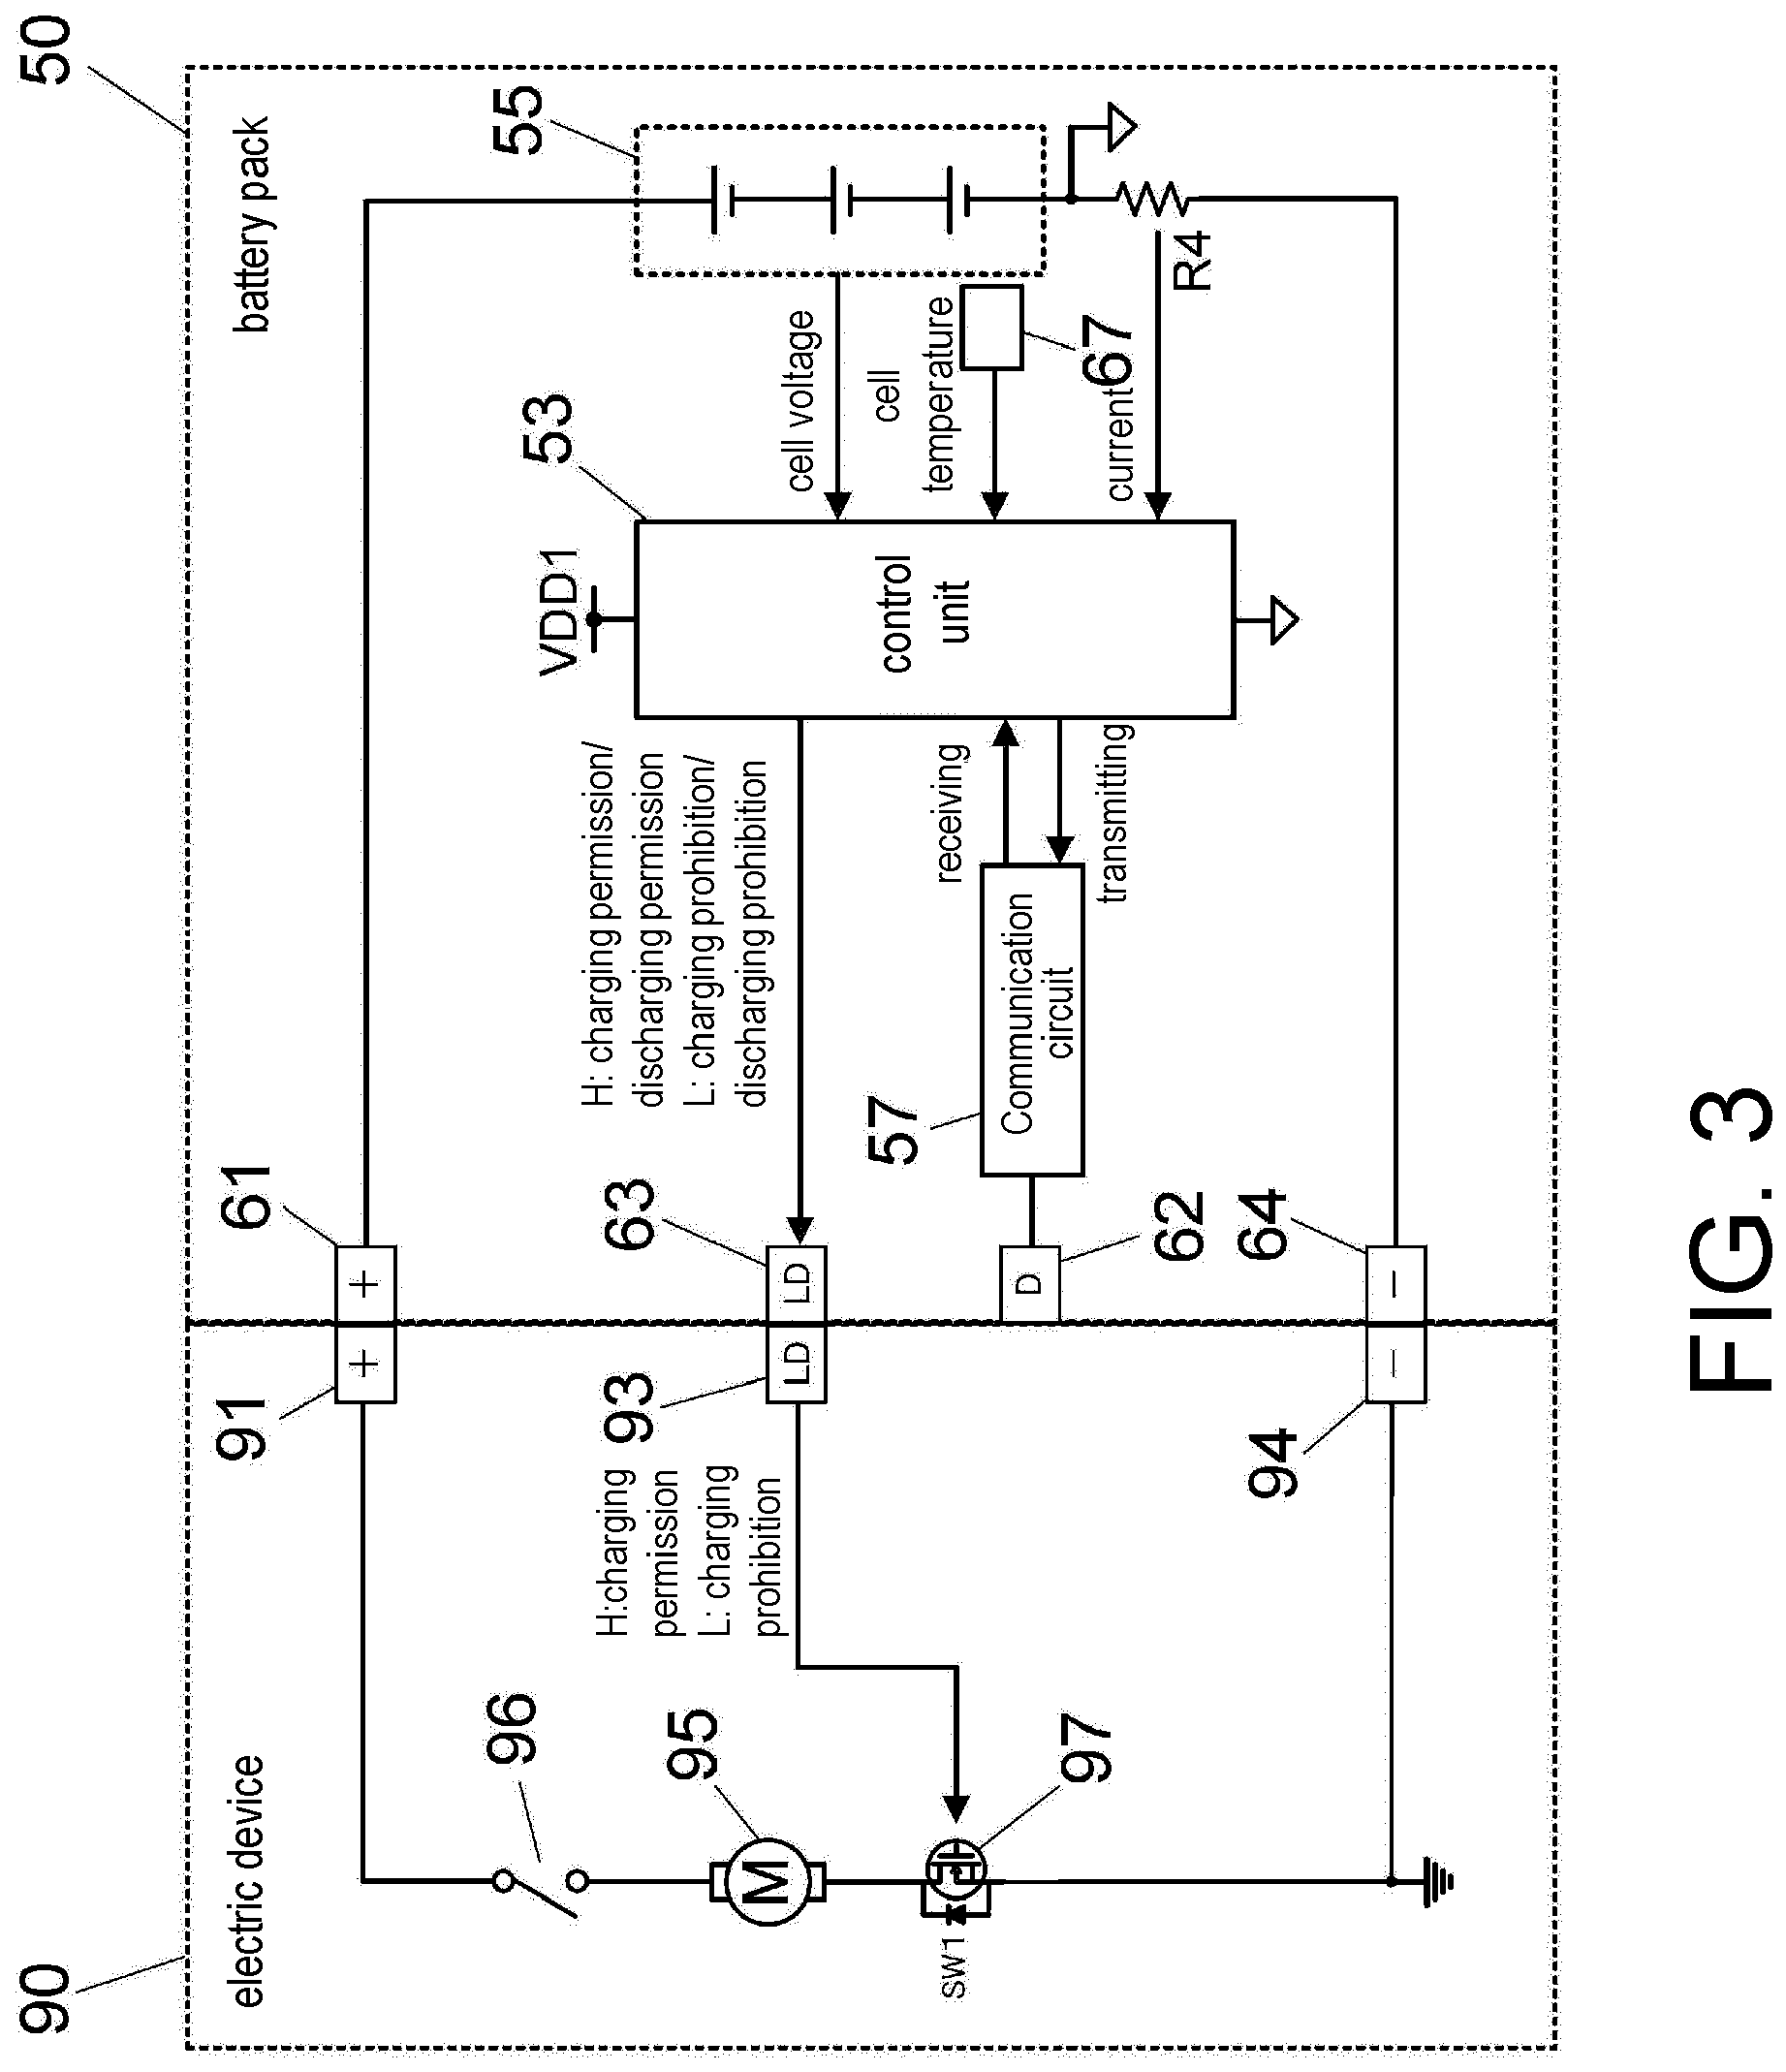 90
electric device
96
95
M
SW1
97
H:charging
permission
L: charging
prohibition
91
+
93
LD
94
−
50
battery pack
61
+
63
LD
62
D
64
−
H: charging permission/
discharging permission
L: charging prohibition/
discharging prohibition
57
Communication
circuit
receiving
transmitting
VDD1
53
control
unit
cell voltage
cell
temperature
67
current
55
R4
FIG. 3